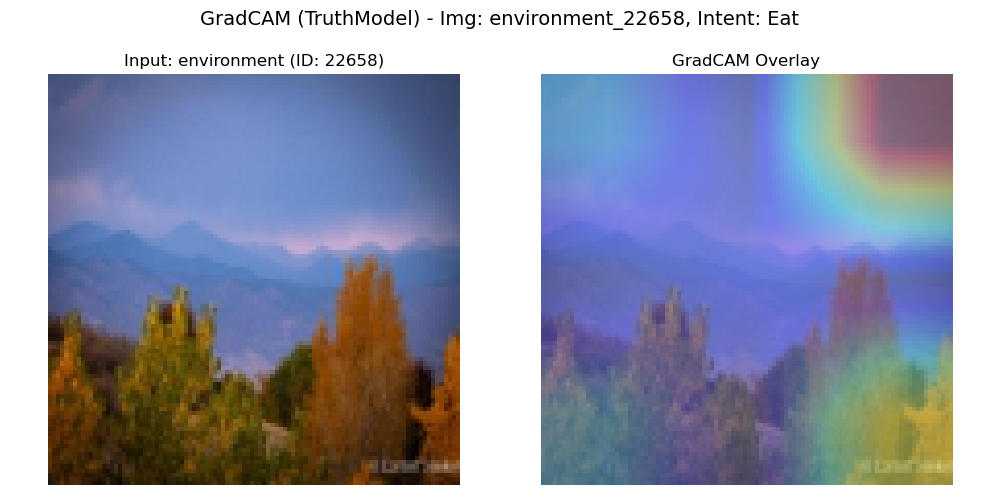 GradCAM (TruthModel) - Img: environment_22658, Intent: Eat
Input: environment (ID: 22658)
GradCAM Overlay